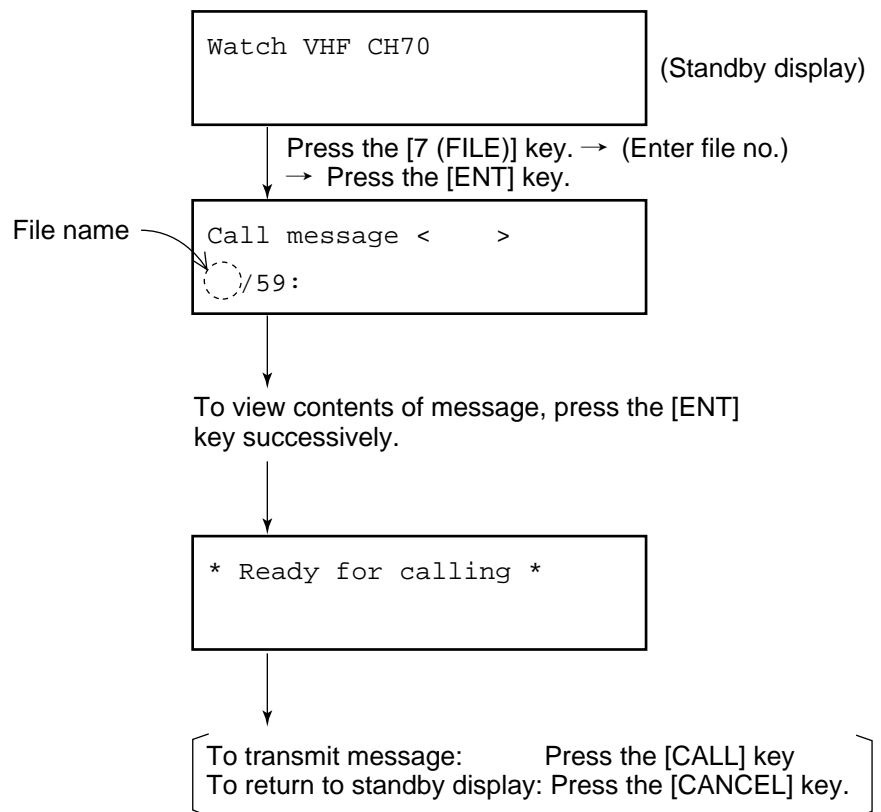 Watch VHF CH70
(Standby display)
Press the [7 (FILE)] key. → (Enter file no.)
→ Press the [ENT] key.
File name
Call message <    >
/59:
To view contents of message, press the [ENT]
key successively.
* Ready for calling *
To transmit message: Press the [CALL] key
To return to standby display: Press the [CANCEL] key.